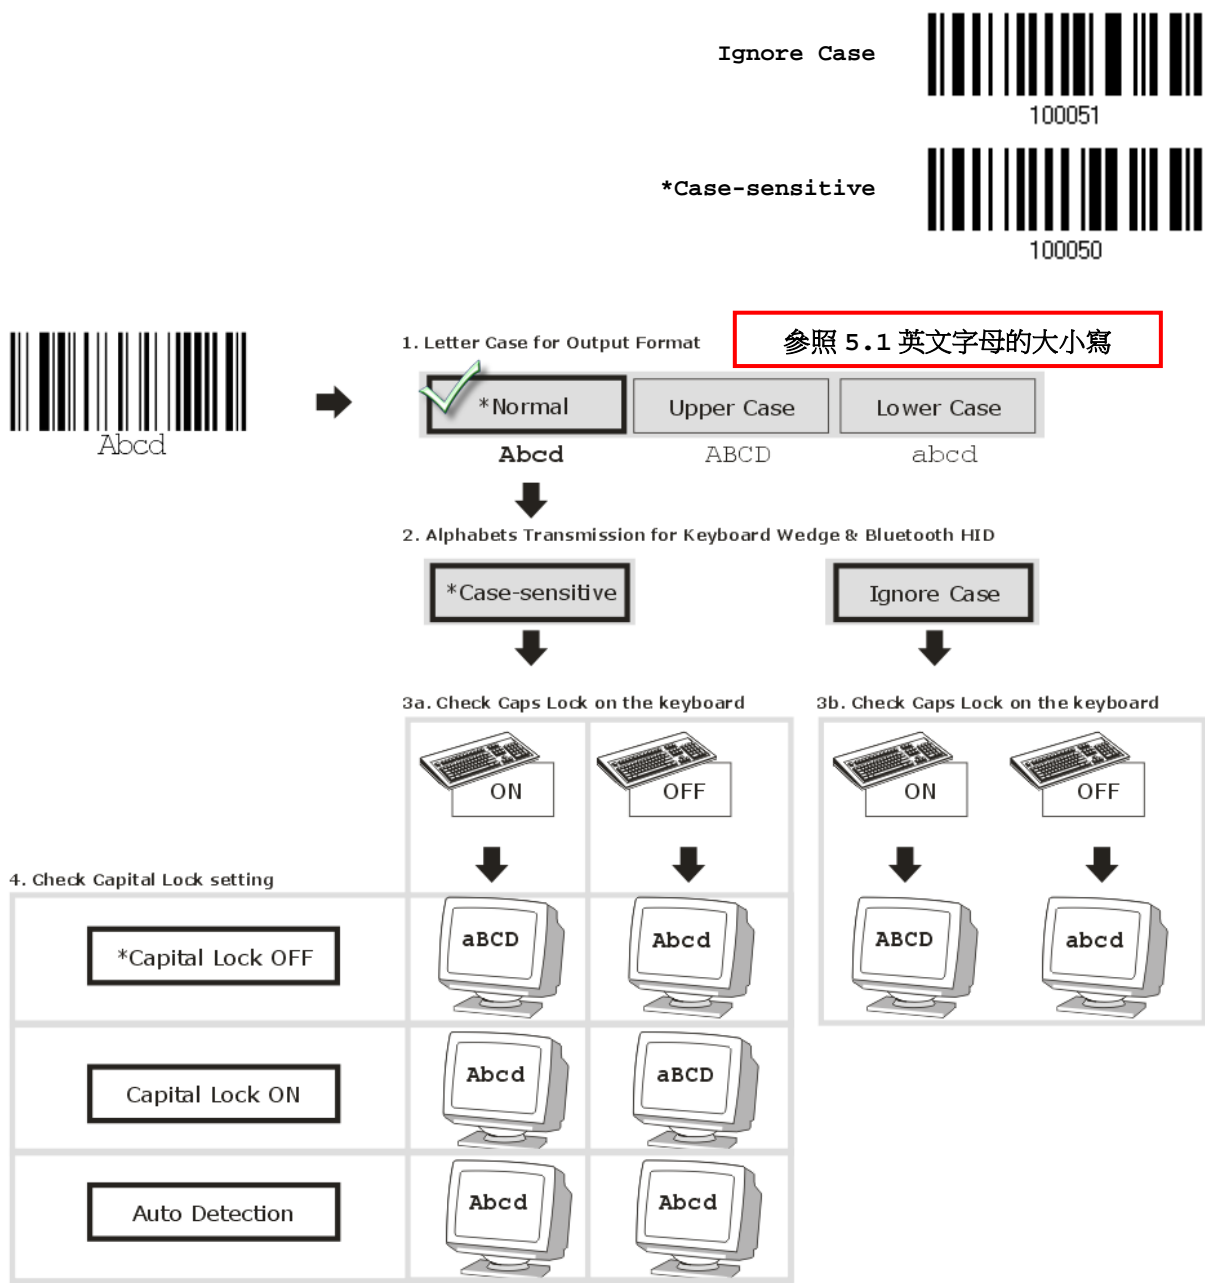 Ignore Case
100051
*Case-sensitive
100050
Abcd
1. Letter Case for Output Format
參照 5.1 英文字母的大小寫
*Normal
Upper Case
Lower Case
Abcd
ABCD
abcd
2. Alphabets Transmission for Keyboard Wedge & Bluetooth HID
*Case-sensitive
Ignore Case
3a. Check Caps Lock on the keyboard
3b. Check Caps Lock on the keyboard
ON
OFF
ON
OFF
4. Check Capital Lock setting
*Capital Lock OFF
aBCD
Abcd
ABCD
abcd
Capital Lock ON
Abcd
aBCD
Auto Detection
Abcd
Abcd